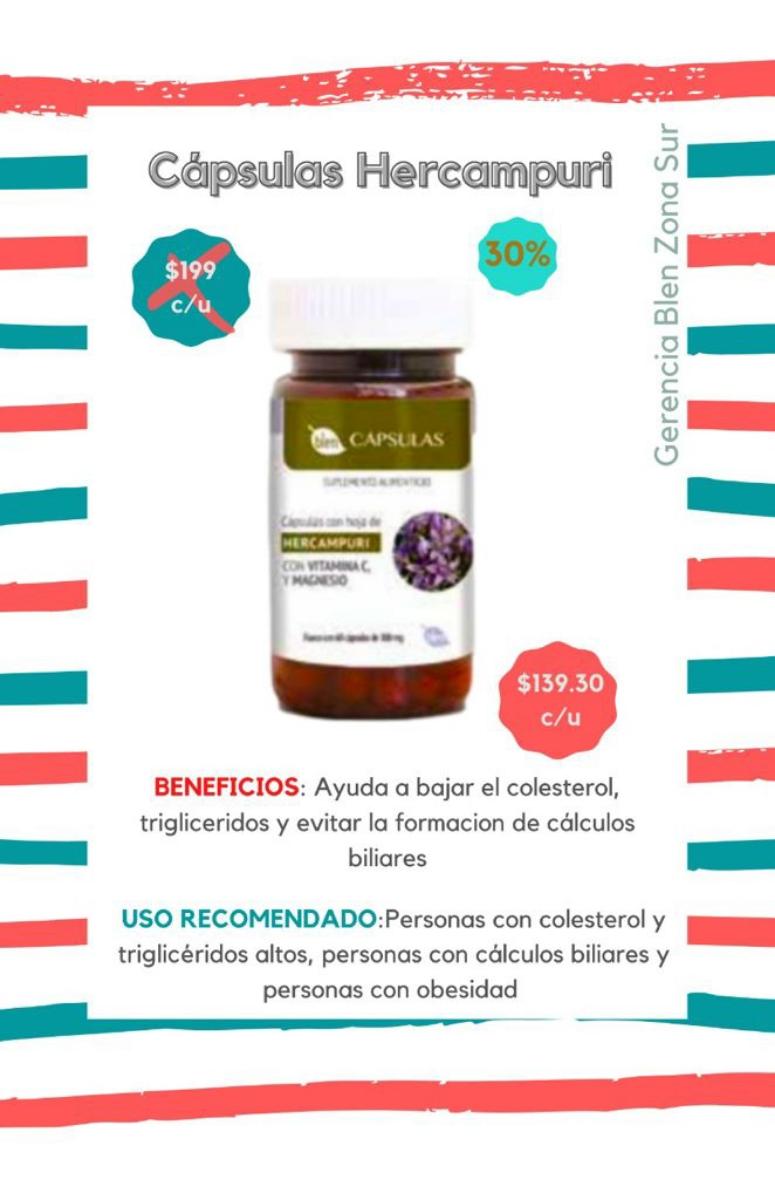 Cápsulas Hercampuri
Gerencia Blen Zona Sur
$199
c/u
30%
blen CÁPSULAS
SUPLEMENTO ALIMENTICIO
Cápsulas con hoja de
HERCAMPURI
CON VITAMINA C,
Y MAGNESIO
$139.30
c/u
BENEFICIOS: Ayuda a bajar el colesterol,
trigliceridos y evitar la formacion de cálculos
biliares
USO RECOMENDADO:Personas con colesterol y
triglicéridos altos, personas con cálculos biliares y
personas con obesidad